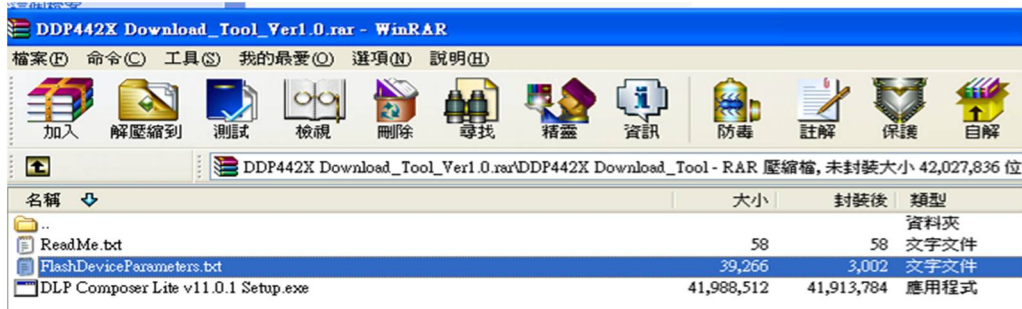 DDP442X Download_Tool_Ver1.0.rar - WinRAR
檔案(F) 命令(C) 工具(S) 我的最愛(O) 選項(N) 說明(H)
加入 解壓縮到 測試 檢視 刪除 尋找 精靈 資訊 防毒 註解 保護 自解
DDP442X Download_Tool_Ver1.0.rar\DDP442X Download_Tool - RAR 壓縮檔, 未封裝大小 42,027,836 位
名稱 大小 封裝後 類型
.. 資料夾
ReadMe.txt 58 58 文字文件
FlashDeviceParameters.txt 39,266 3,002 文字文件
DLP Composer Lite v11.0.1 Setup.exe 41,988,512 41,913,784 應用程式